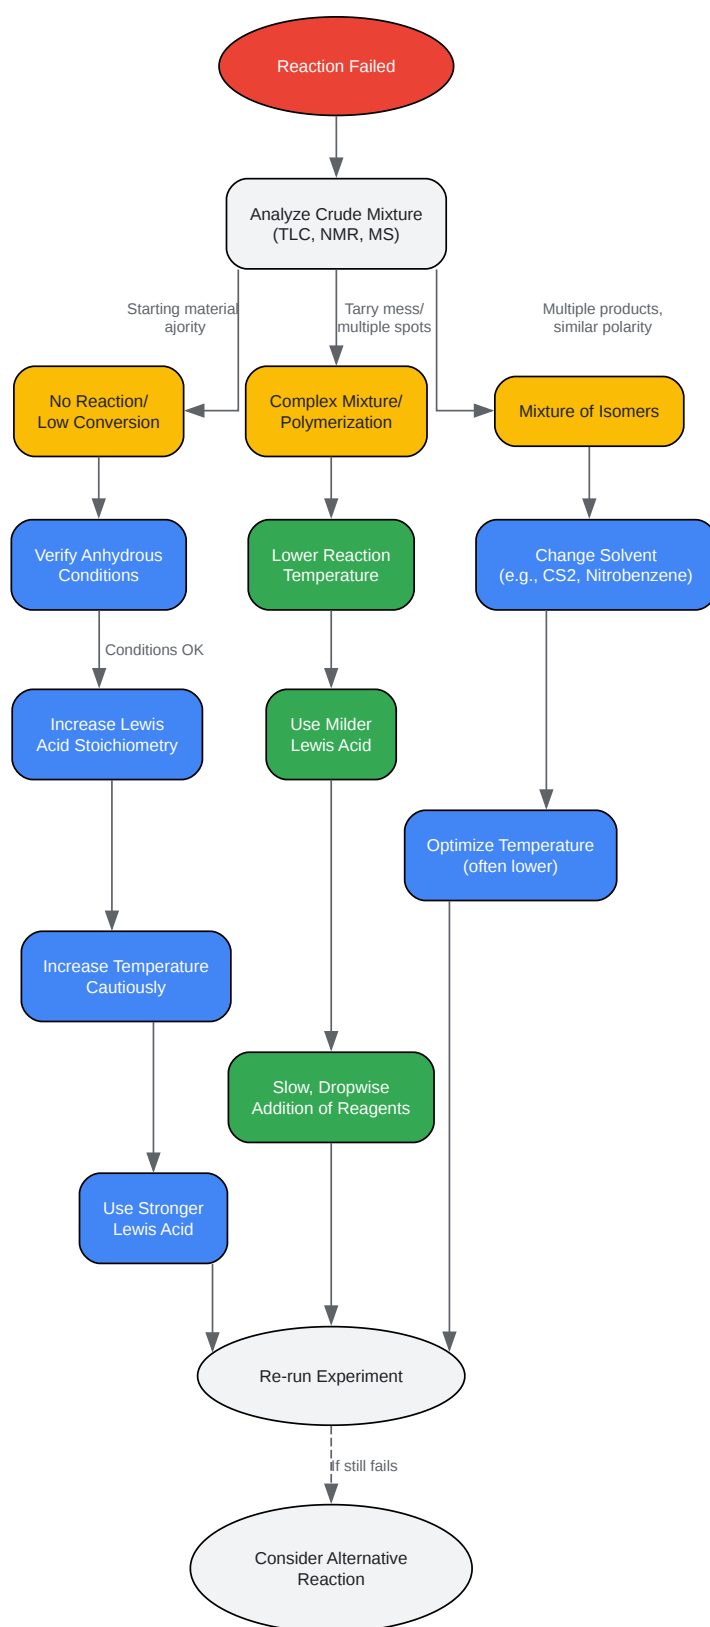 Reaction Failed
Analyze Crude Mixture
(TLC, NMR, MS)
Starting material
ajority
Tarry mess/
multiple spots
Multiple products,
similar polarity
No Reaction/
Low Conversion
Complex Mixture/
Polymerization
Mixture of Isomers
Verify Anhydrous
Conditions
Lower Reaction
Temperature
Change Solvent
(e.g., CS2, Nitrobenzene)
Conditions OK
Increase Lewis
Acid Stoichiometry
Use Milder
Lewis Acid
Optimize Temperature
(often lower)
Increase Temperature
Cautiously
Slow, Dropwise
Addition of Reagents
Use Stronger
Lewis Acid
Re-run Experiment
If still fails
Consider Alternative
Reaction